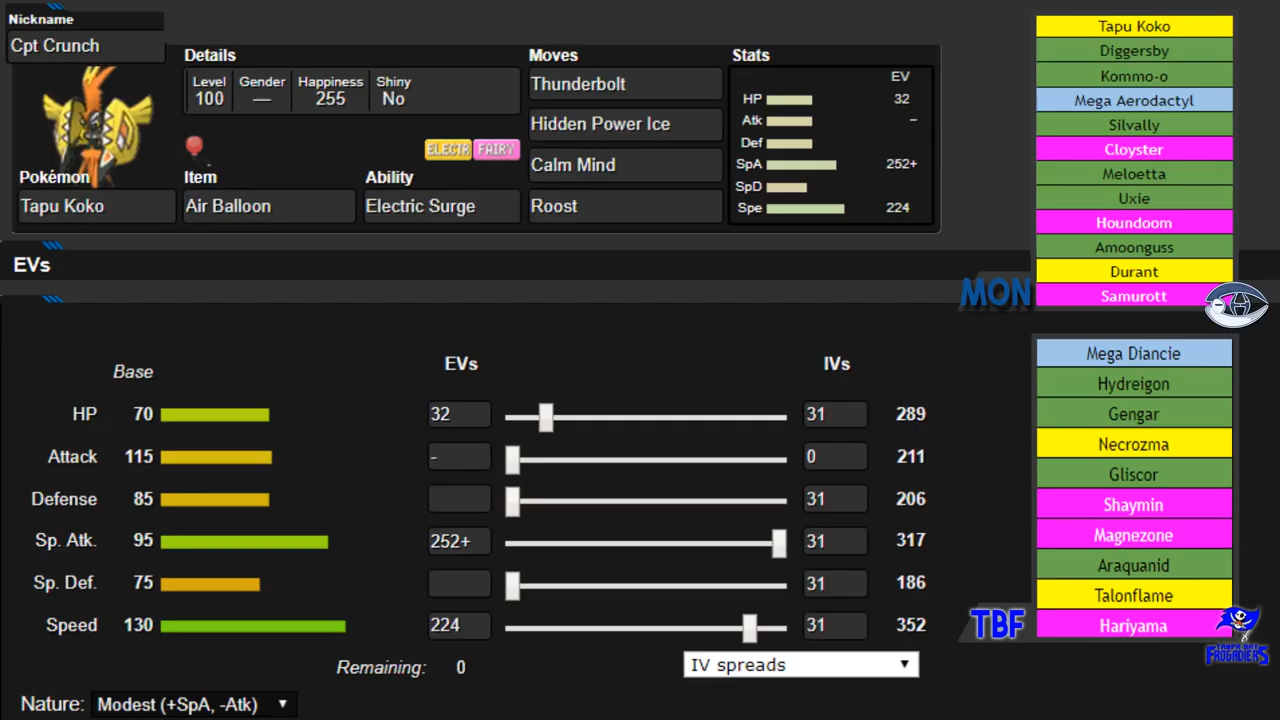 Nickname
Cpt Crunch
Details
Level Gender Happiness Shiny
100 — 255 No
ELECTR FAIRY
Pokémon Item Ability
Tapu Koko Air Balloon Electric Surge
Moves
Thunderbolt
Hidden Power Ice
Calm Mind
Roost
Stats
EV
HP 32
Atk –
Def
SpA 252+
SpD
Spe 224
Tapu Koko
Diggersby
Kommo-o
Mega Aerodactyl
Silvally
Cloyster
Meloetta
Uxie
Houndoom
Amoonguss
Durant
Samurott
MON
EVs
Base EVs IVs
HP 70 32 31 289
Attack 115 - 0 211
Defense 85 31 206
Sp. Atk. 95 252+ 31 317
Sp. Def. 75 31 186
Speed 130 224 31 352
Remaining: 0 IV spreads
Nature: Modest (+SpA, -Atk)
Mega Diancie
Hydreigon
Gengar
Necrozma
Gliscor
Shaymin
Magnezone
Araquanid
Talonflame
Hariyama
TBF
TAMPA BAY
FROGADIERS